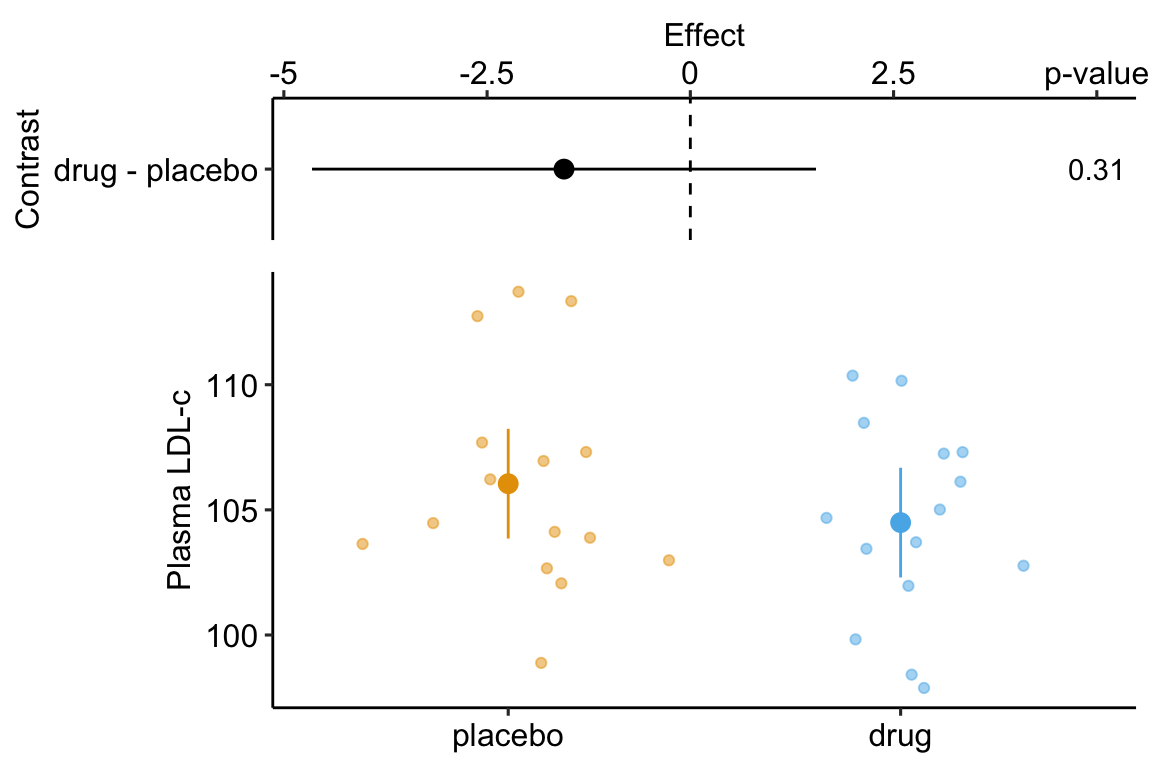 Effect
-5 -2.5 0 2.5 p-value
Contrast
drug - placebo 0.31
Plasma LDL-c
110
105
100
placebo drug